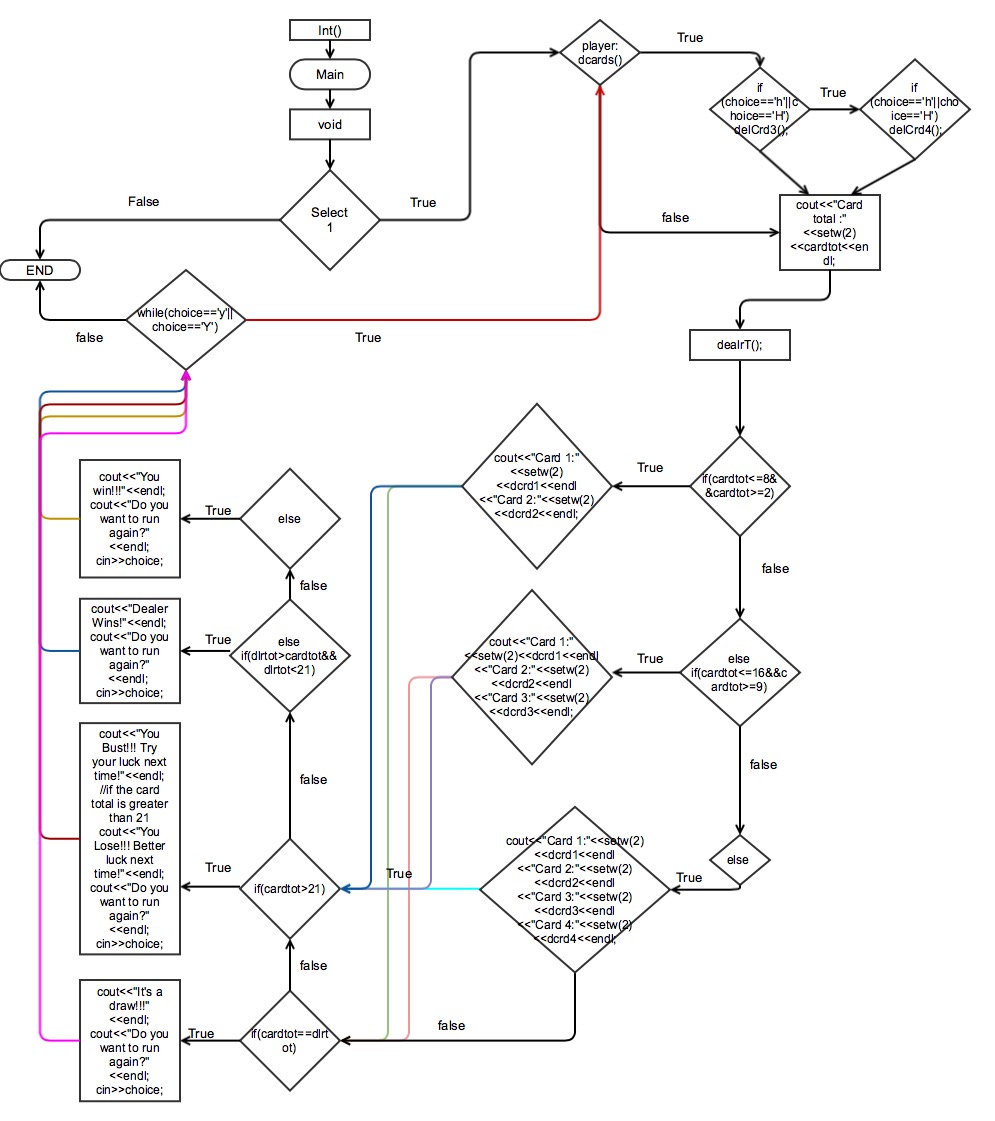 Int()
Main
void
Select
1
False
True
END
player:
dcards()
True
if
(choice=='h'||c
hoice=='H')
delCrd3();
True
if
(choice=='h'||cho
ice=='H')
delCrd4();
false
cout<<"Card
total :"
<<setw(2)
<<cardtot<<en
dl;
while(choice=='y'||
choice=='Y')
false
True
dealrT();
if(cardtot<=8&
&cardtot>=2)
True
cout<<"Card 1:"
<<setw(2)
<<dcrd1<<endl
<<"Card 2:"<<setw(2)
<<dcrd2<<endl;
false
else
if(cardtot<=16&&c
ardtot>=9)
True
cout<<"Card 1:"
<<setw(2)<<dcrd1<<endl
<<"Card 2:"<<setw(2)
<<dcrd2<<endl
<<"Card 3:"<<setw(2)
<<dcrd3<<endl;
false
else
True
cout<<"Card 1:"<<setw(2)
<<dcrd1<<endl
<<"Card 2:"<<setw(2)
<<dcrd2<<endl
<<"Card 3:"<<setw(2)
<<dcrd3<<endl
<<"Card 4:"<<setw(2)
<<dcrd4<<endl;
True
false
cout<<"You
win!!!"<<endl;
cout<<"Do you
want to run
again?"
<<endl;
cin>>choice;
True
else
false
cout<<"Dealer
Wins!"<<endl;
cout<<"Do you
want to run
again?"
<<endl;
cin>>choice;
True
else
if(dlrtot>cardtot&&
dlrtot<21)
false
cout<<"You
Bust!!! Try
your luck next
time!"<<endl;
//if the card
total is greater
than 21
cout<<"You
Lose!!! Better
luck next
time!"<<endl;
cout<<"Do you
want to run
again?"
<<endl;
cin>>choice;
True
if(cardtot>21)
false
cout<<"It's a
draw!!!"
<<endl;
cout<<"Do you
want to run
again?"
<<endl;
cin>>choice;
True
if(cardtot==dlrt
ot)